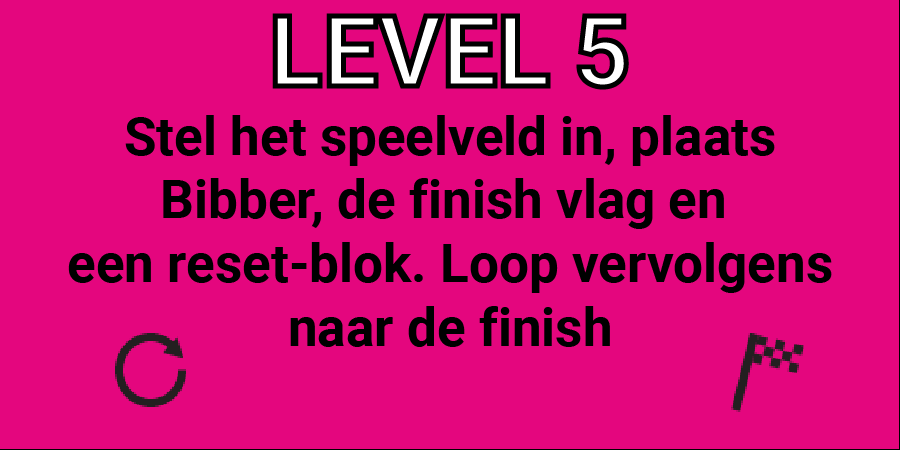 LEVEL 5
Stel het speelveld in, plaats
Bibber, de finish vlag en
een reset-blok. Loop vervolgens
naar de finish